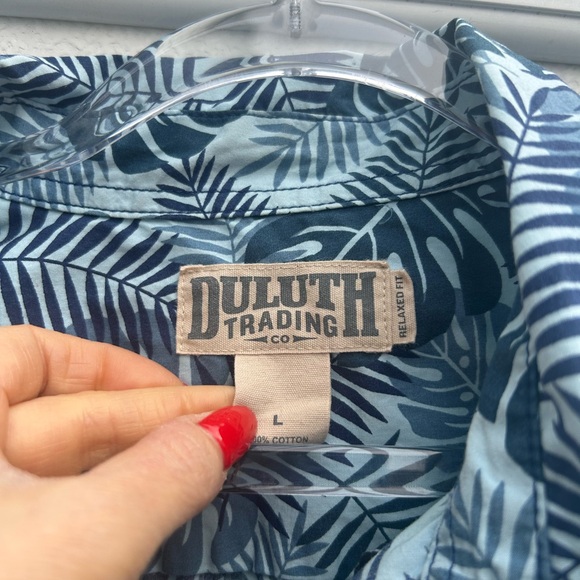 DULUTH
TRADING
CO
RELAXED FIT
L
COTTON